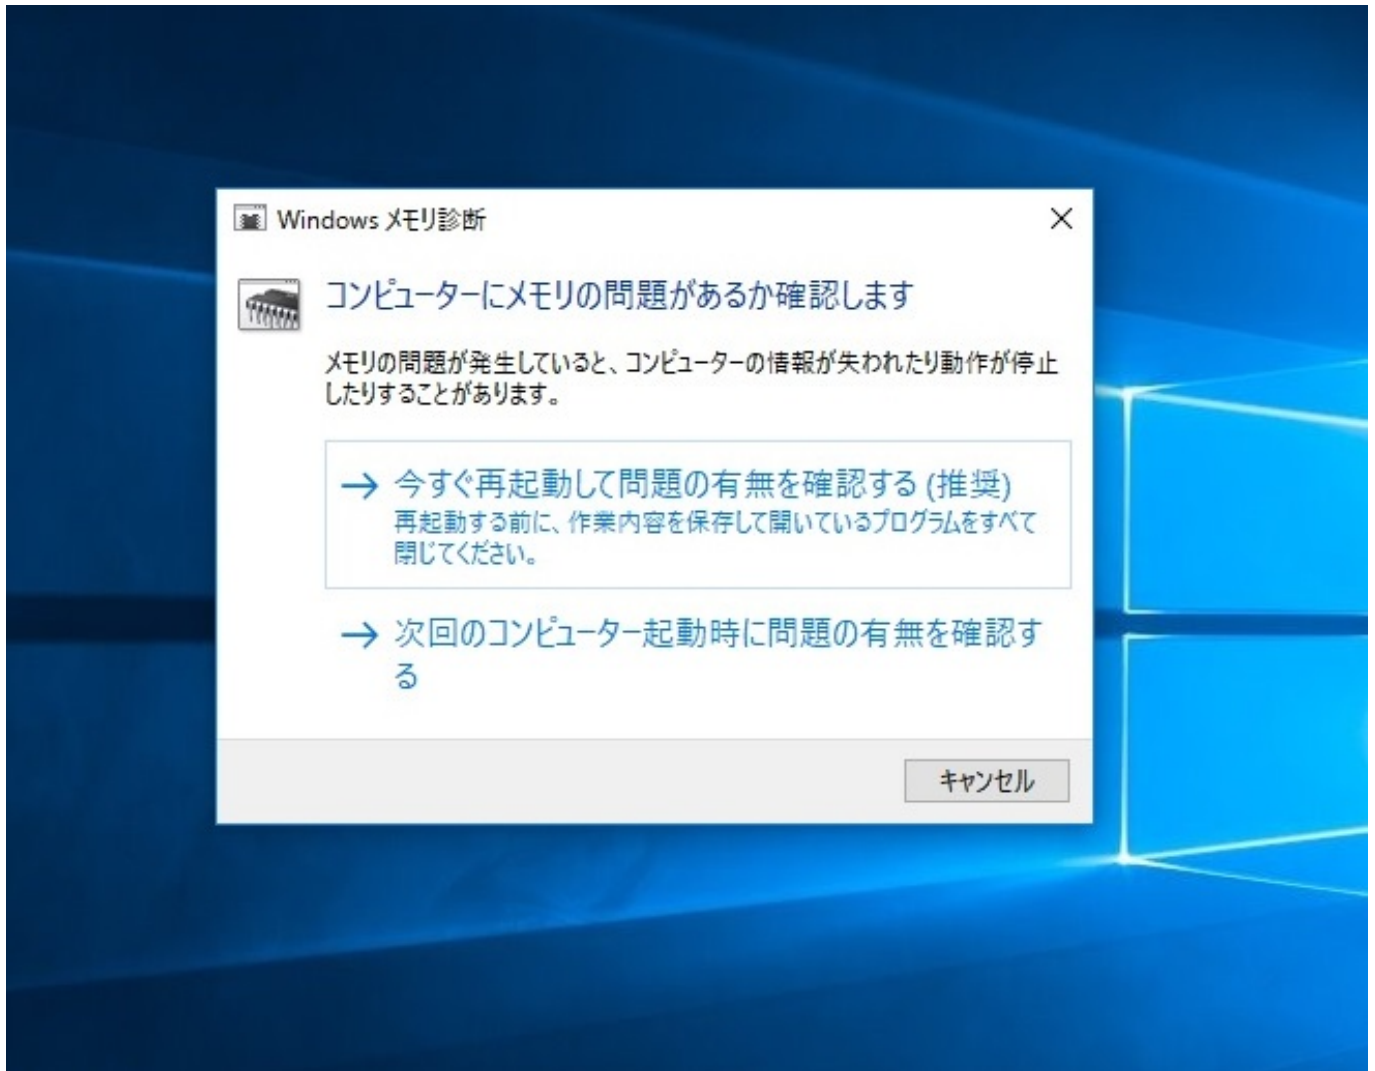 Windows メモリ診断
コンピューターにメモリの問題があるか確認します
メモリの問題が発生していると、コンピューターの情報が失われたり動作が停止
したりすることがあります。
→ 今すぐ再起動して問題の有無を確認する (推奨)
再起動する前に、作業内容を保存して開いているプログラムをすべて
閉じてください。
→ 次回のコンピューター起動時に問題の有無を確認す
る
キャンセル